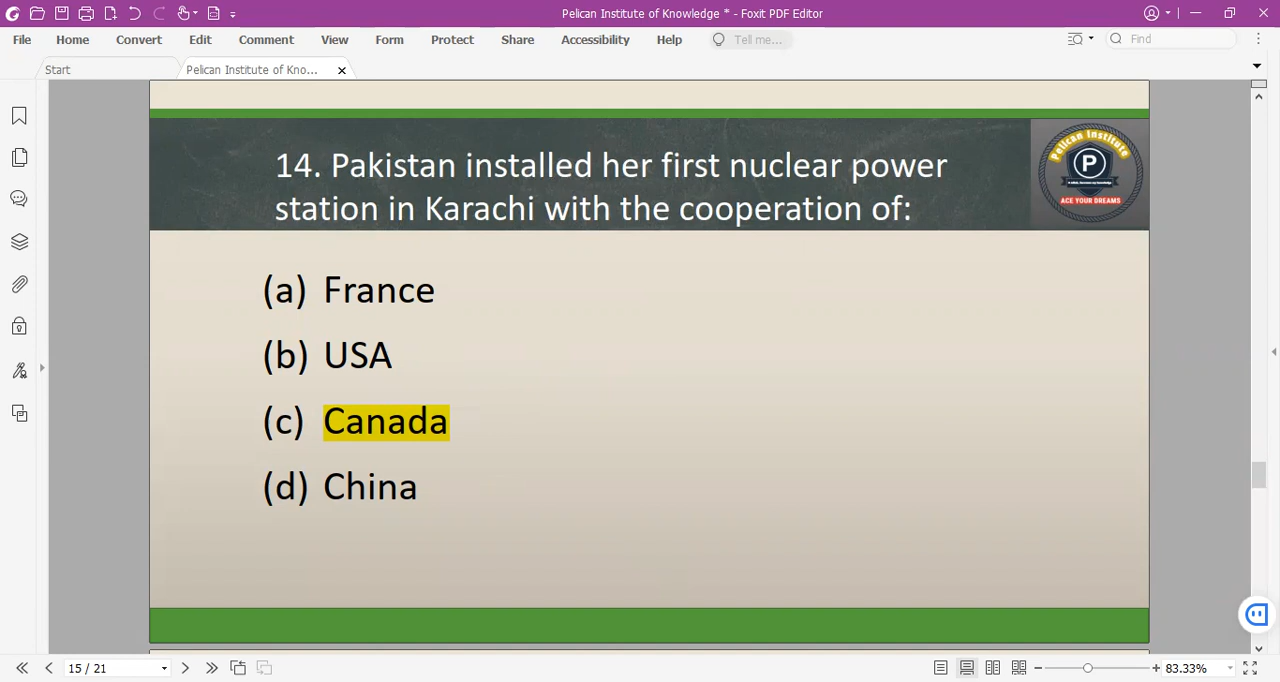 Pelican Institute of Knowledge * - Foxit PDF Editor
File Home Convert Edit Comment View Form Protect Share Accessibility Help Tell me... Find
Start Pelican Institute of Kno...
14. Pakistan installed her first nuclear power
station in Karachi with the cooperation of:
Pelican Institute
P
ACE YOUR DREAMS
(a) France
(b) USA
(c) Canada
(d) China
15 / 21 83.33%